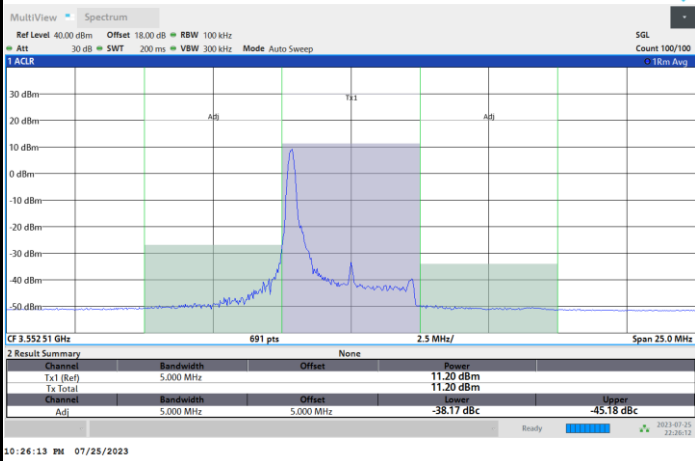 MultiView Spectrum
Ref Level 40.00 dBm Offset 18.00 dB RBW 100 kHz SGL
Att 30 dB SWT 200 ms VBW 300 kHz Mode Auto Sweep Count 100/100
1 ACLR 1Rm Avg
30 dBm
Tx1
20 dBm Adj Adj
10 dBm
0 dBm
-10 dBm
-20 dBm
-30 dBm
-40 dBm
-50 dBm
CF 3.55251 GHz 691 pts 2.5 MHz/ Span 25.0 MHz
2 Result Summary None
Channel Bandwidth Offset Power
Tx1 (Ref) 5.000 MHz 11.20 dBm
Tx Total 11.20 dBm
Channel Bandwidth Offset Lower Upper
Adj 5.000 MHz 5.000 MHz -38.17 dBc -45.18 dBc
Ready 2023-07-25
22:26:12
10:26:13 PM 07/25/2023